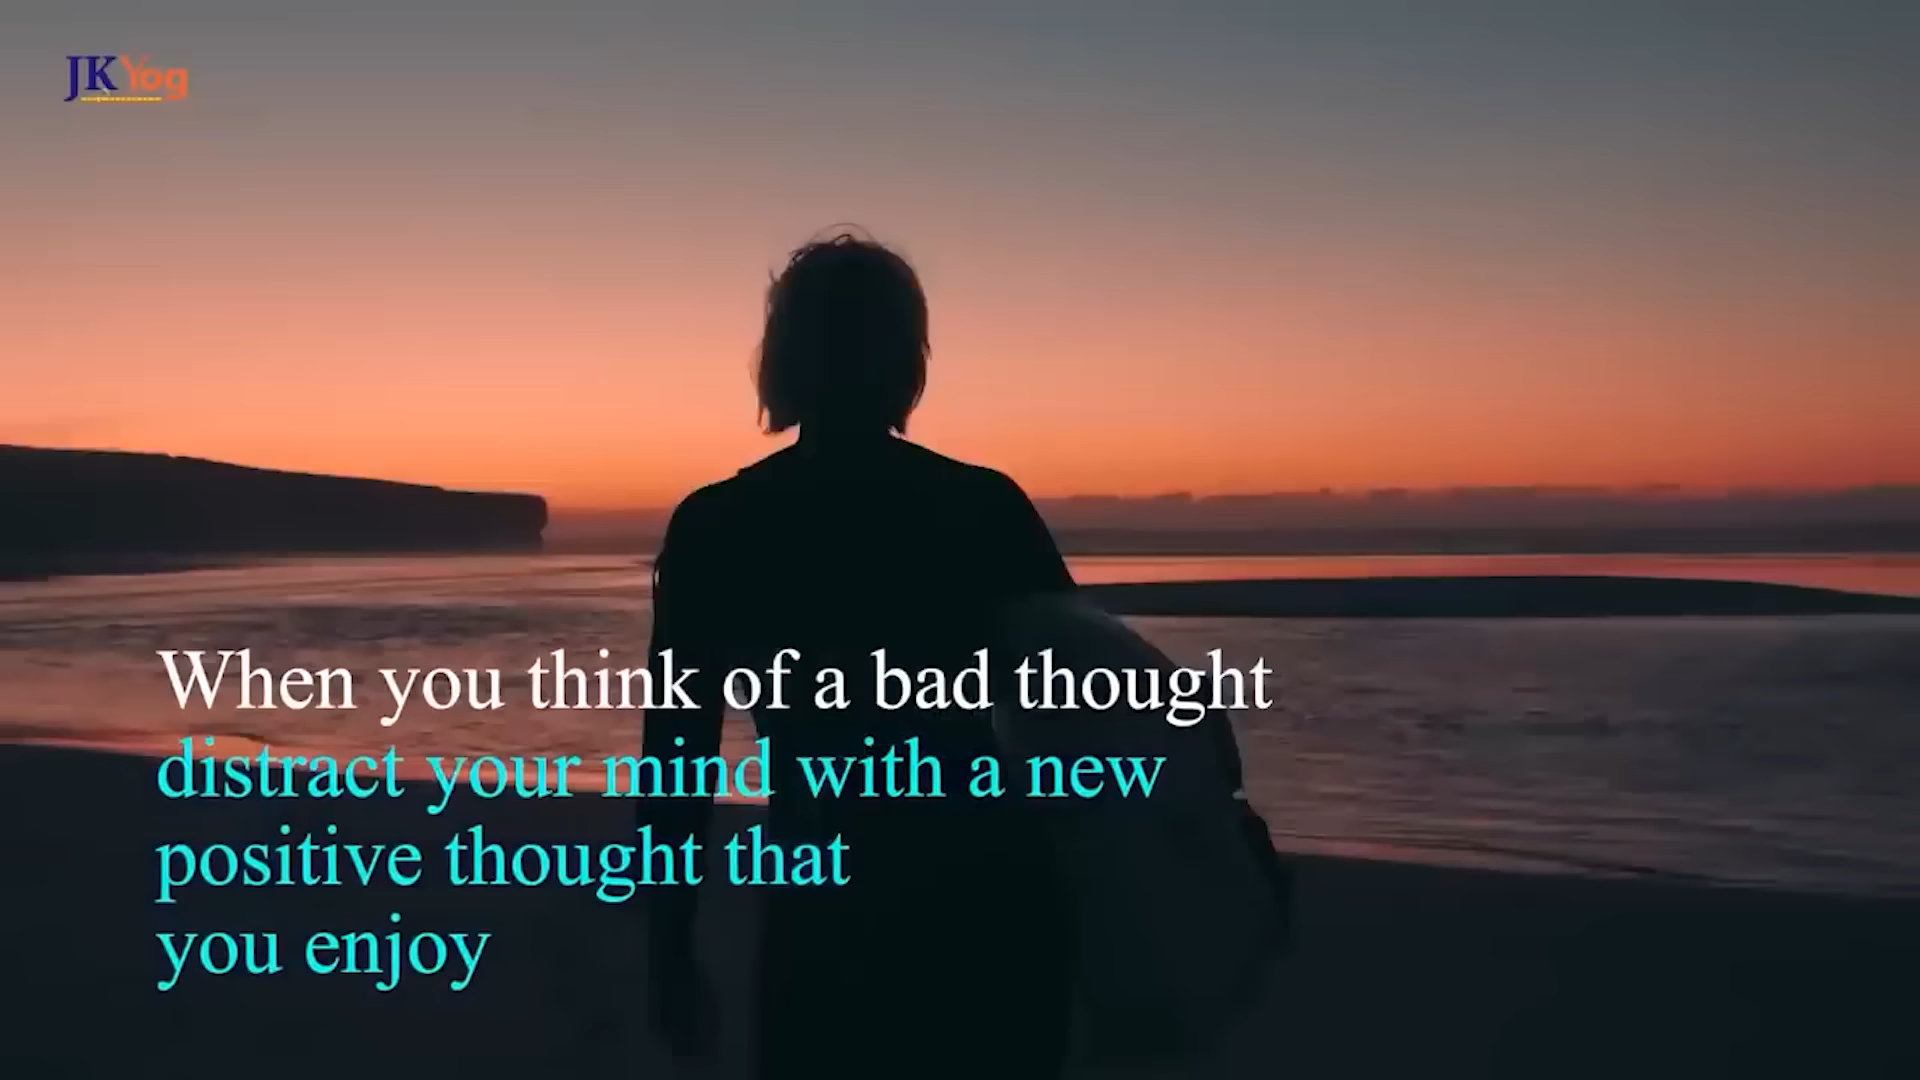 JKYog
When you think of a bad thought
distract your mind with a new
positive thought that
you enjoy